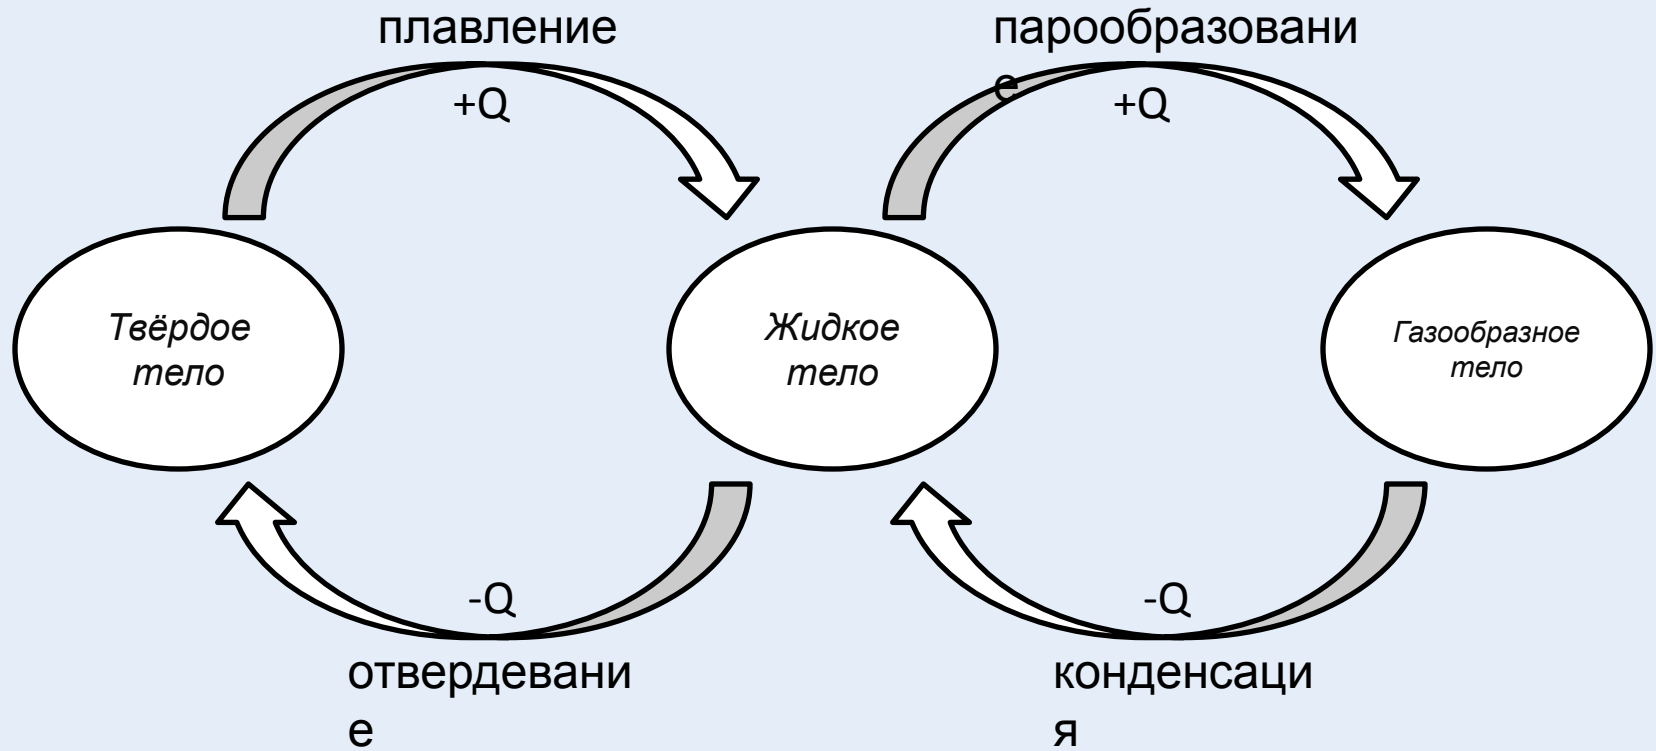 плавление
парообразовани
е
+Q
+Q
Твёрдое
тело
Жидкое
тело
Газообразное
тело
-Q
-Q
отвердевани
е
конденсаци
я